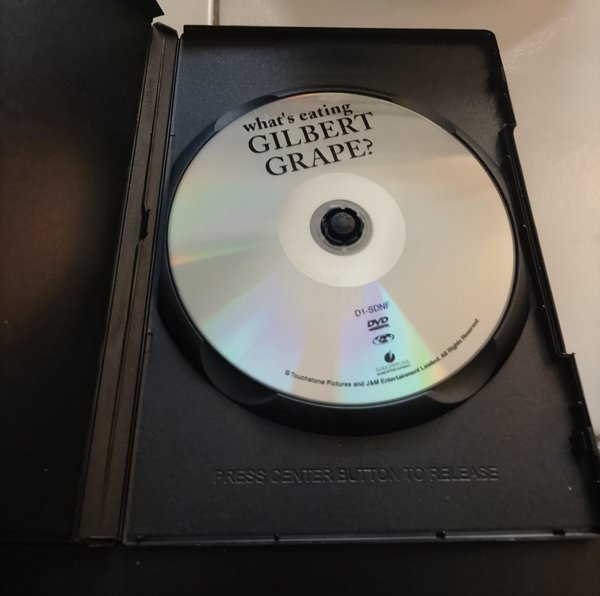 what's eating
GILBERT
GRAPE?
D1-SDNF
DVD
© Touchstone Pictures and J&M Entertainment Limited. All Rights Reserved.
PRESS CENTER BUTTON TO RELEASE